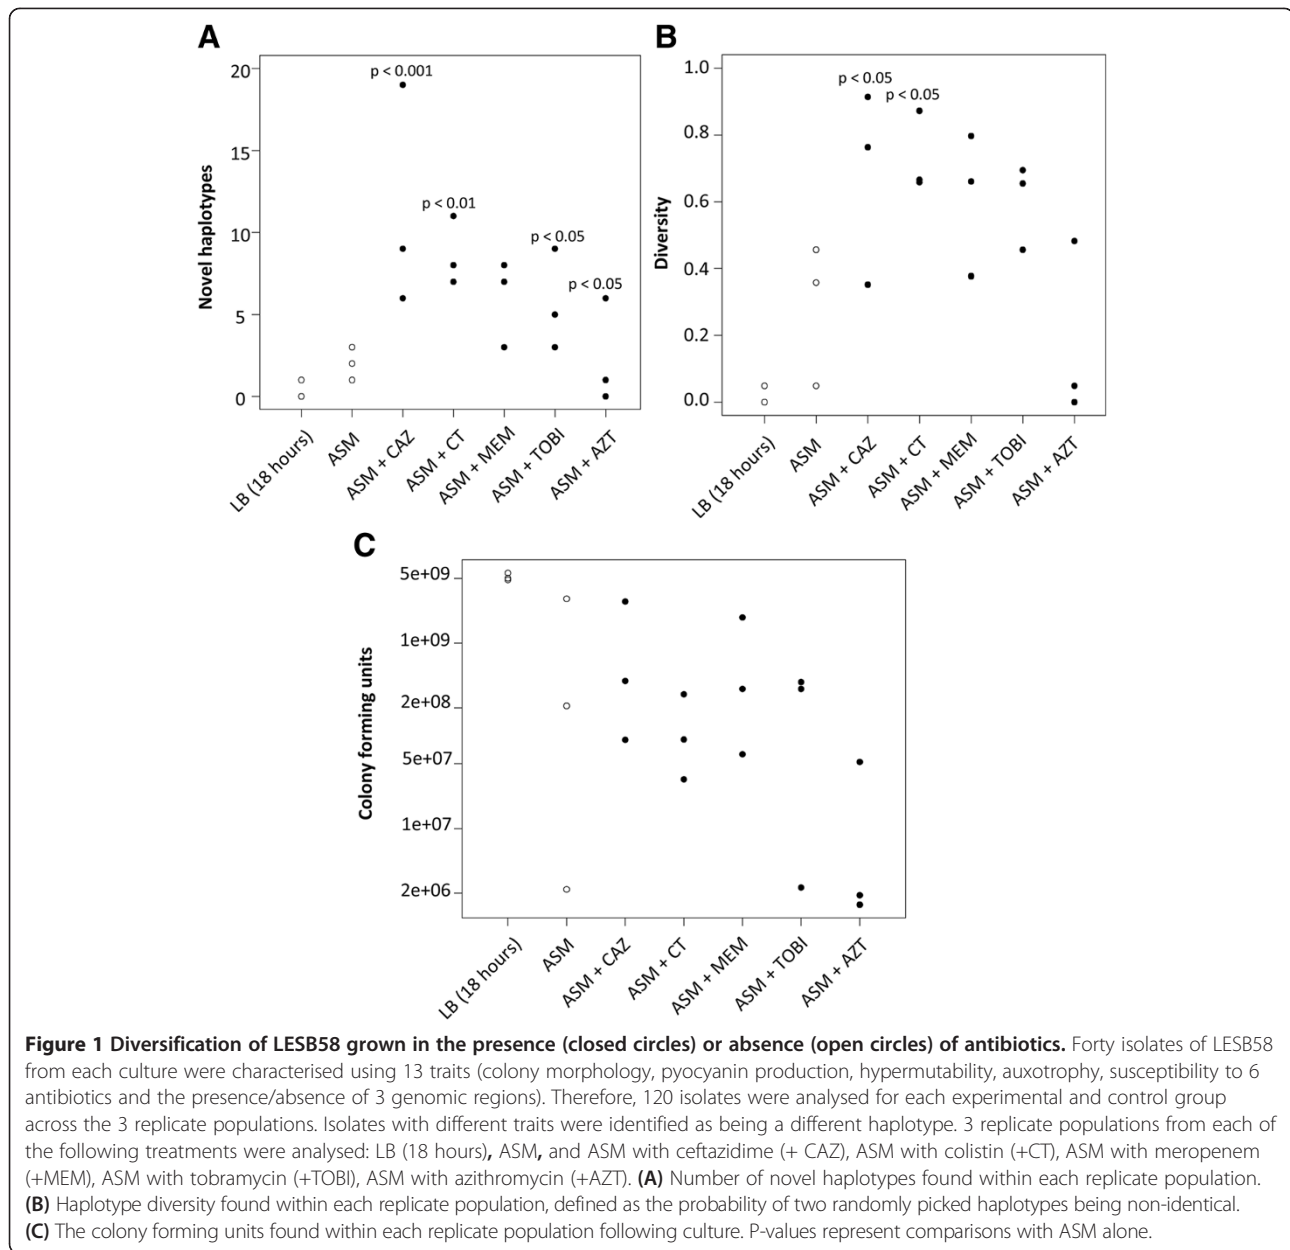 A
Novel haplotypes
20
15
10
5
0
p < 0.001
p < 0.01
p < 0.05
p < 0.05
LB (18 hours)
ASM
ASM + CAZ
ASM + CT
ASM + MEM
ASM + TOBI
ASM + AZT
B
Diversity
1.0
0.8
0.6
0.4
0.2
0.0
p < 0.05
p < 0.05
LB (18 hours)
ASM
ASM + CAZ
ASM + CT
ASM + MEM
ASM + TOBI
ASM + AZT
C
Colony forming units
5e+09
1e+09
2e+08
5e+07
1e+07
2e+06
LB (18 hours)
ASM
ASM + CAZ
ASM + CT
ASM + MEM
ASM + TOBI
ASM + AZT
Figure 1 Diversification of LESB58 grown in the presence (closed circles) or absence (open circles) of antibiotics. Forty isolates of LESB58
from each culture were characterised using 13 traits (colony morphology, pyocyanin production, hypermutability, auxotrophy, susceptibility to 6
antibiotics and the presence/absence of 3 genomic regions). Therefore, 120 isolates were analysed for each experimental and control group
across the 3 replicate populations. Isolates with different traits were identified as being a different haplotype. 3 replicate populations from each of
the following treatments were analysed: LB (18 hours), ASM, and ASM with ceftazidime (+ CAZ), ASM with colistin (+CT), ASM with meropenem
(+MEM), ASM with tobramycin (+TOBI), ASM with azithromycin (+AZT). (A) Number of novel haplotypes found within each replicate population.
(B) Haplotype diversity found within each replicate population, defined as the probability of two randomly picked haplotypes being non-identical.
(C) The colony forming units found within each replicate population following culture. P-values represent comparisons with ASM alone.